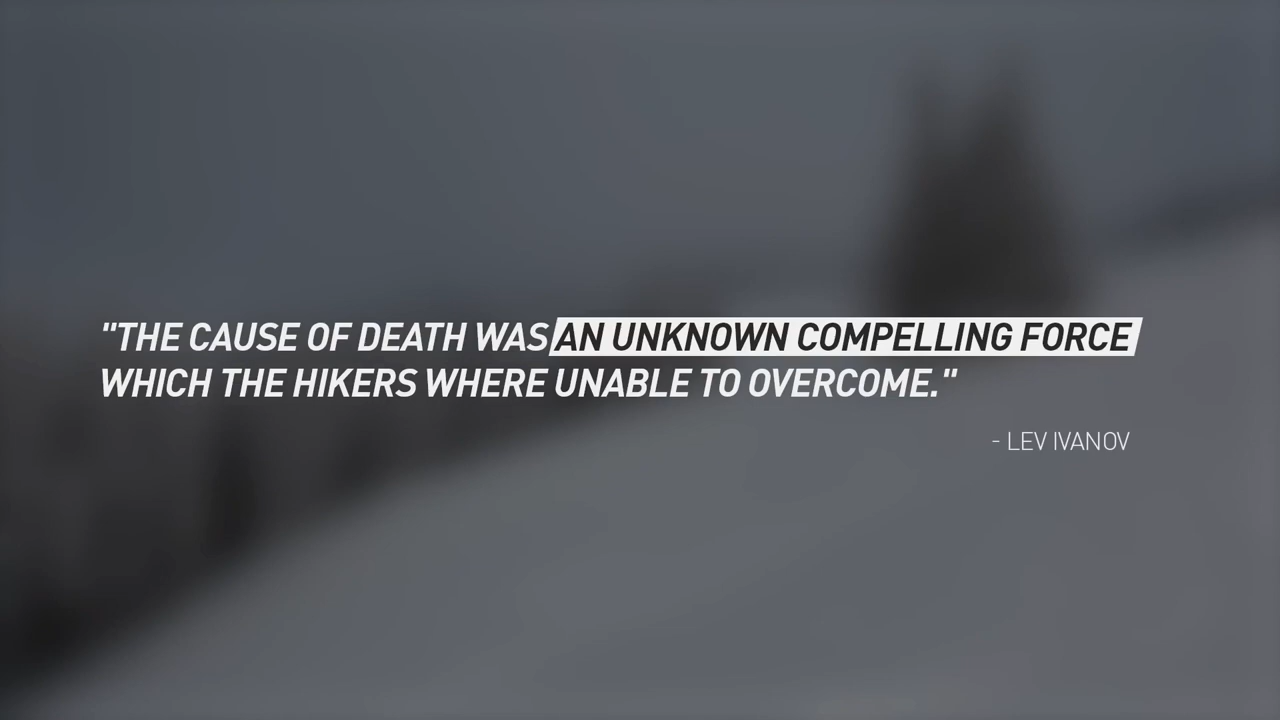 "THE CAUSE OF DEATH WAS AN UNKNOWN COMPELLING FORCE
WHICH THE HIKERS WHERE UNABLE TO OVERCOME."
- LEV IVANOV